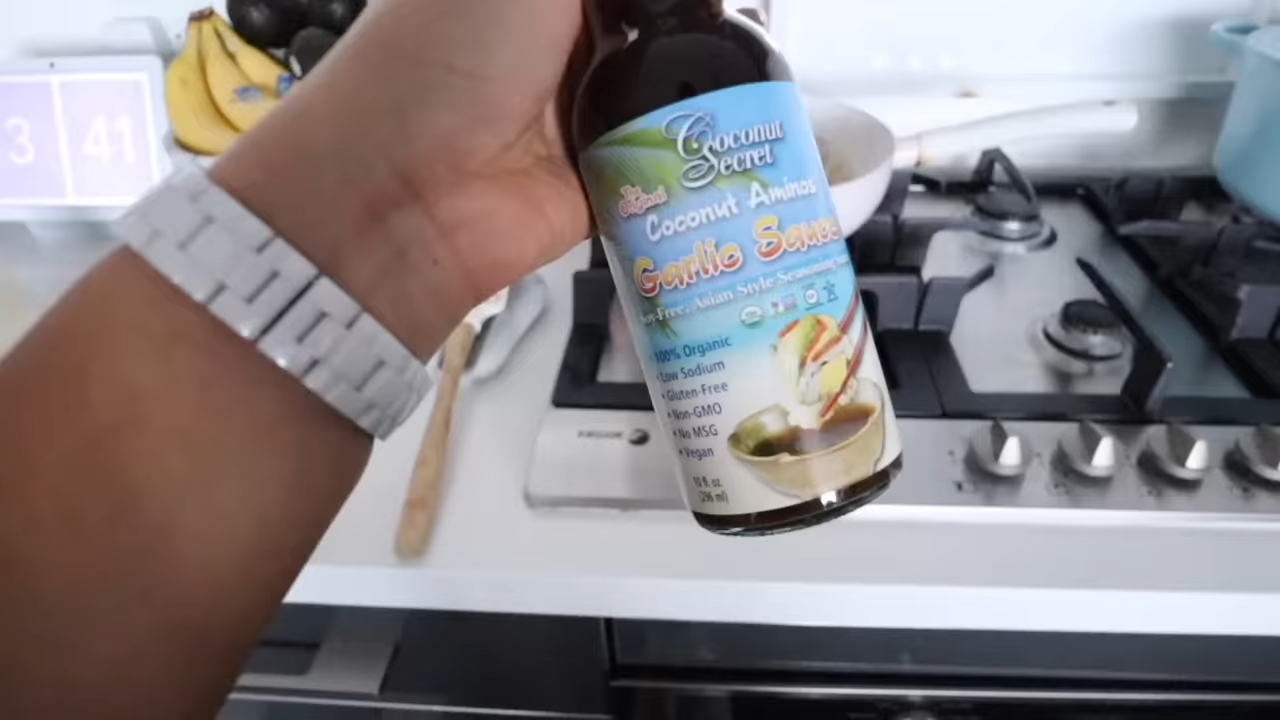 3 41
Coconut
Secret
The
Original
Coconut Aminos
Garlic Sauce
Soy-Free, Asian Style Seasoning
100% Organic
• Low Sodium
• Gluten-Free
• Non-GMO
• No MSG
• Vegan
10 fl. oz.
(296 ml)